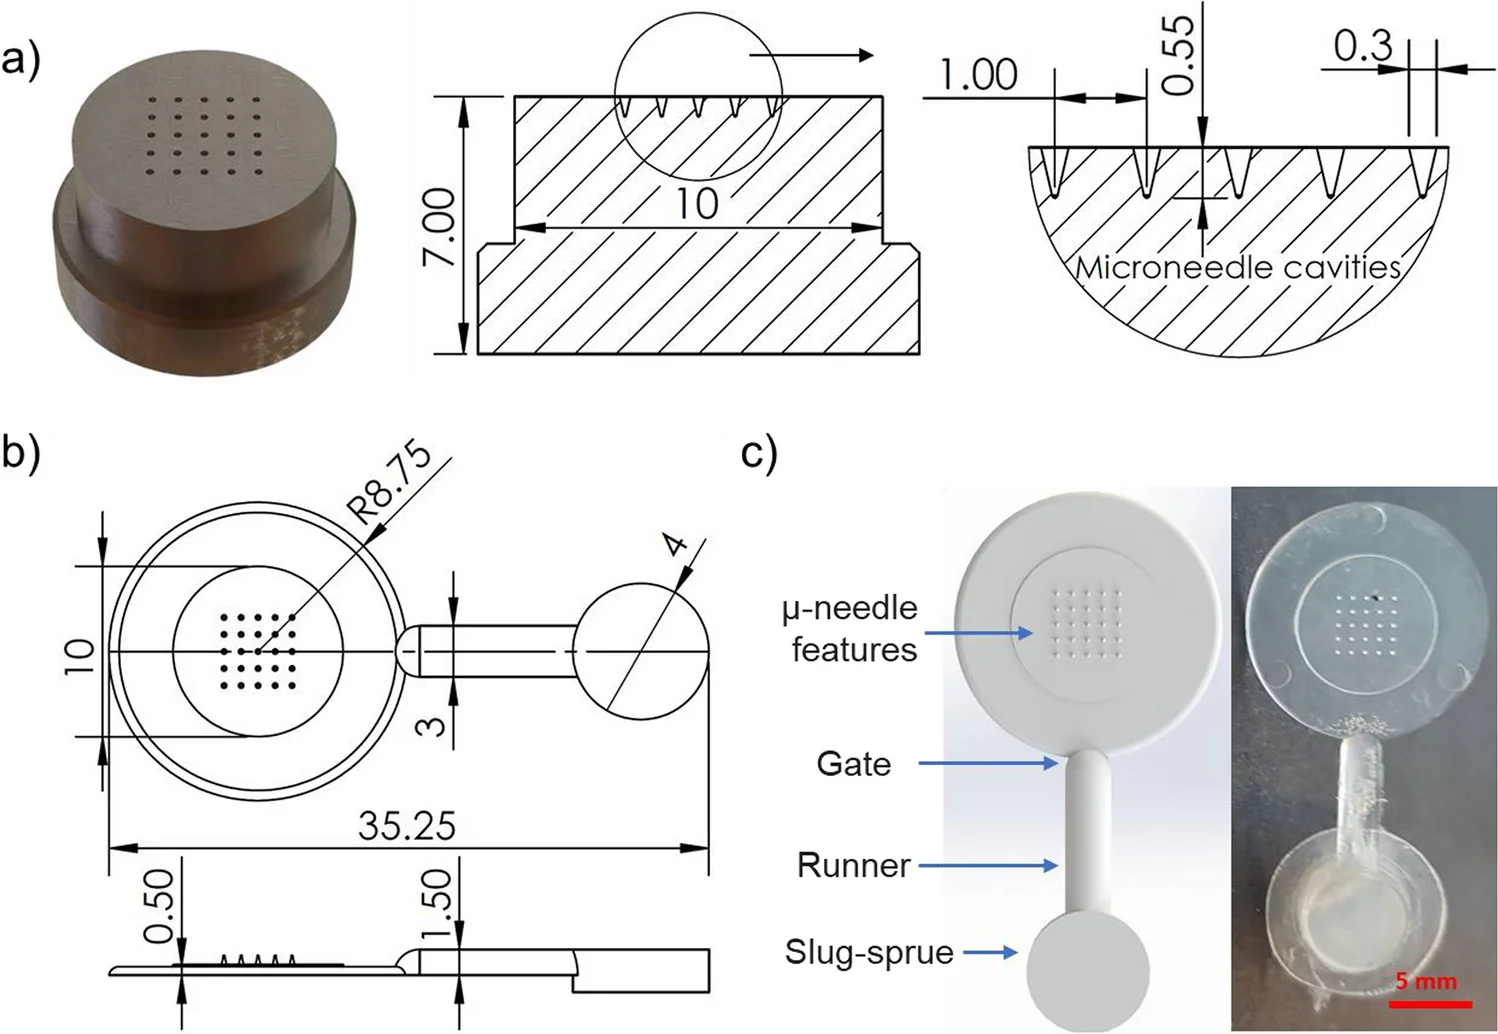 a)
7.00
10
1.00
0.55
0.3
Microneedle cavities
b)
R8.75
4
10
3
35.25
0.50
1.50
c)
μ-needle
features
Gate
Runner
Slug-sprue
5 mm